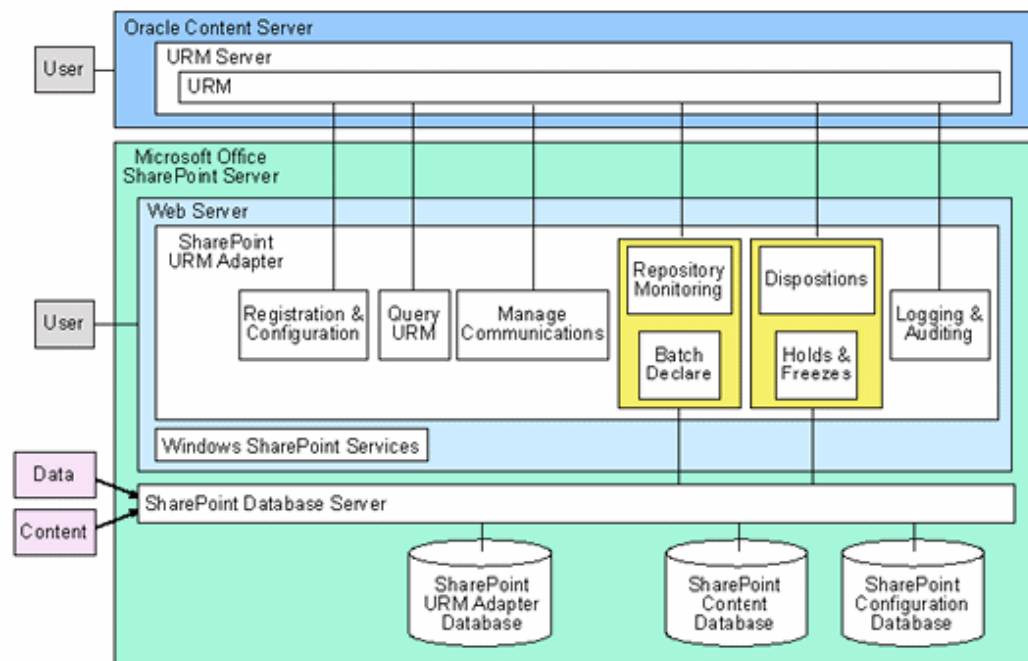 Oracle Content Server
URM Server
User
URM
Microsoft Office
SharePoint Server
Web Server
SharePoint
URM Adapter
User
Registration &
Configuration
Query
URM
Manage
Communications
Repository
Monitoring
Batch
Declare
Dispositions
Holds &
Freezes
Logging &
Auditing
Windows SharePoint Services
Data
Content
SharePoint Database Server
SharePoint
URM Adapter
Database
SharePoint
Content
Database
SharePoint
Configuration
Database